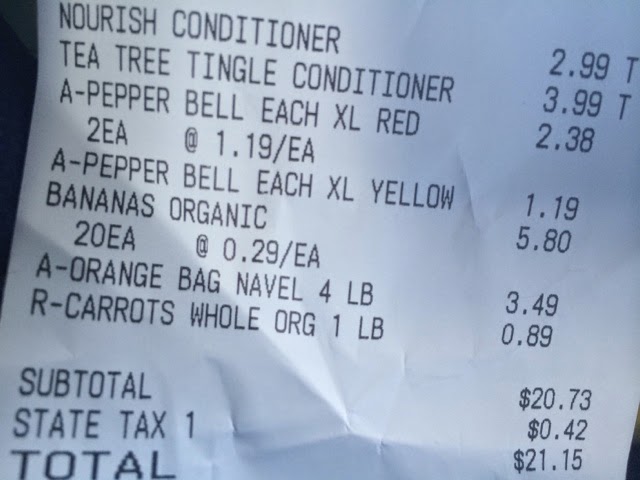 NOURISH CONDITIONER 2.99 T
TEA TREE TINGLE CONDITIONER 3.99 T
A-PEPPER BELL EACH XL RED 2.38
2EA @ 1.19/EA
A-PEPPER BELL EACH XL YELLOW 1.19
BANANAS ORGANIC 5.80
20EA @ 0.29/EA
A-ORANGE BAG NAVEL 4 LB 3.49
R-CARROTS WHOLE ORG 1 LB 0.89
SUBTOTAL $20.73
STATE TAX 1 $0.42
TOTAL $21.15